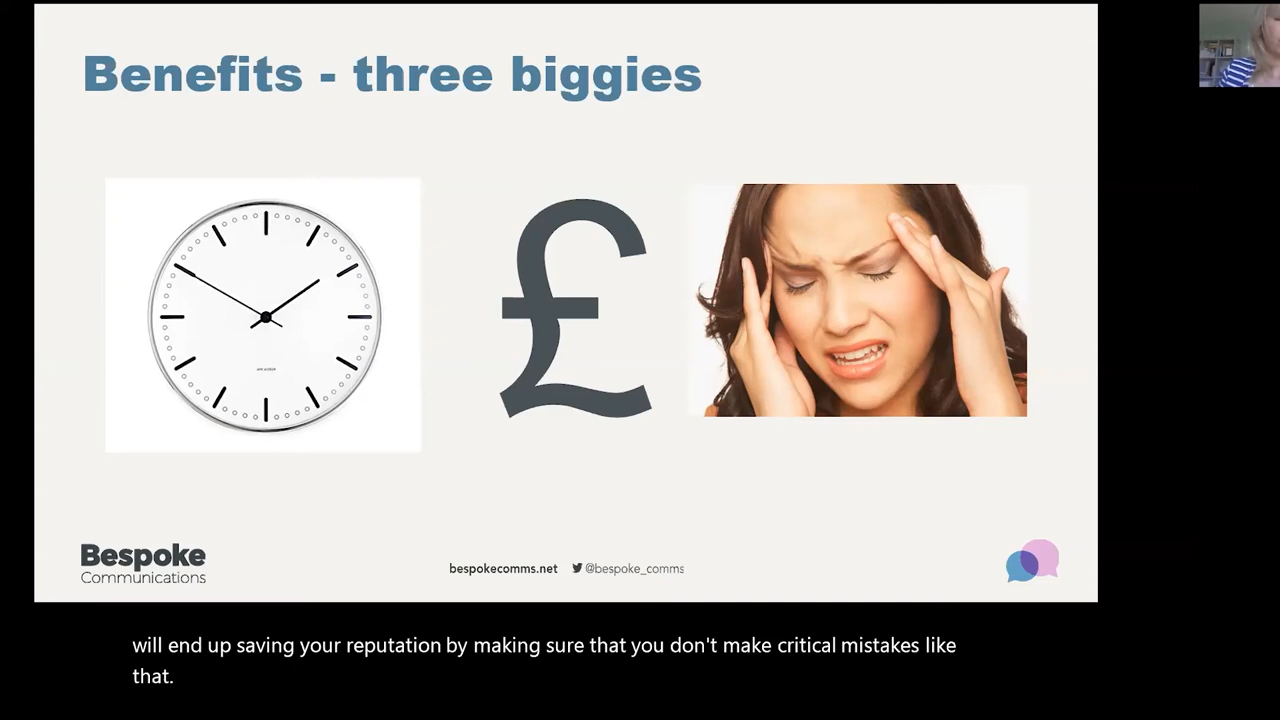 Benefits - three biggies
£
Bespoke
Communications
bespokecomms.net @bespoke_comms
will end up saving your reputation by making sure that you don't make critical mistakes like
that.